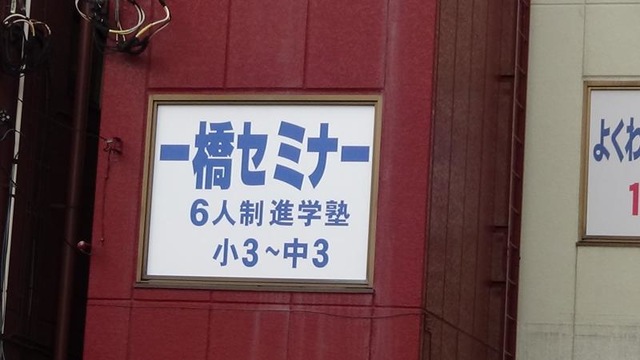 一橋セミナー
6人制進学塾
小3~中3
よくわ
1